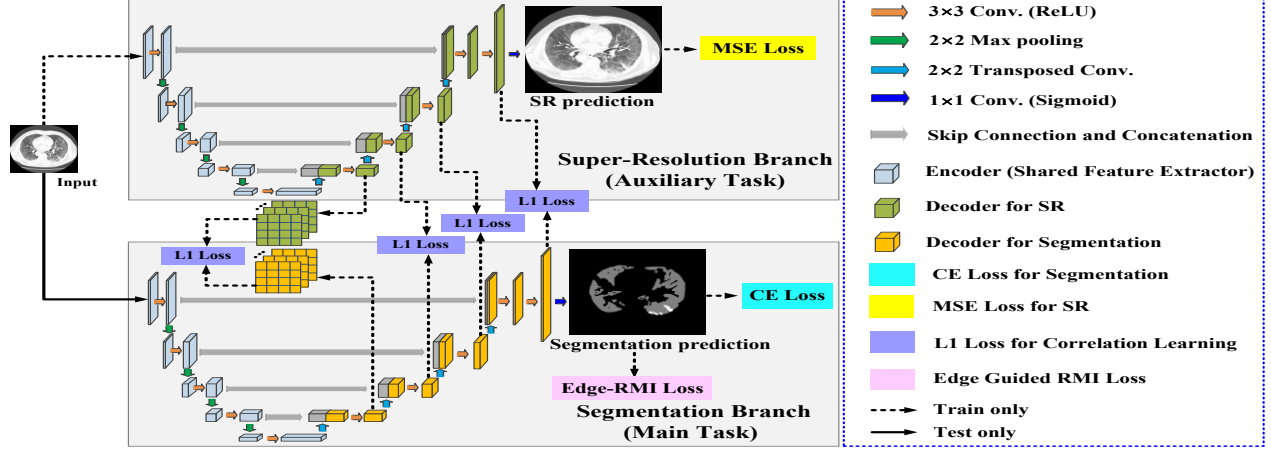 Input
SR prediction
MSE Loss
Super-Resolution Branch
(Auxiliary Task)
L1 Loss
L1 Loss
L1 Loss
L1 Loss
Segmentation prediction
CE Loss
Edge-RMI Loss
Segmentation Branch
(Main Task)
3×3 Conv. (ReLU)
2×2 Max pooling
2×2 Transposed Conv.
1×1 Conv. (Sigmoid)
Skip Connection and Concatenation
Encoder (Shared Feature Extractor)
Decoder for SR
Decoder for Segmentation
CE Loss for Segmentation
MSE Loss for SR
L1 Loss for Correlation Learning
Edge Guided RMI Loss
Train only
Test only